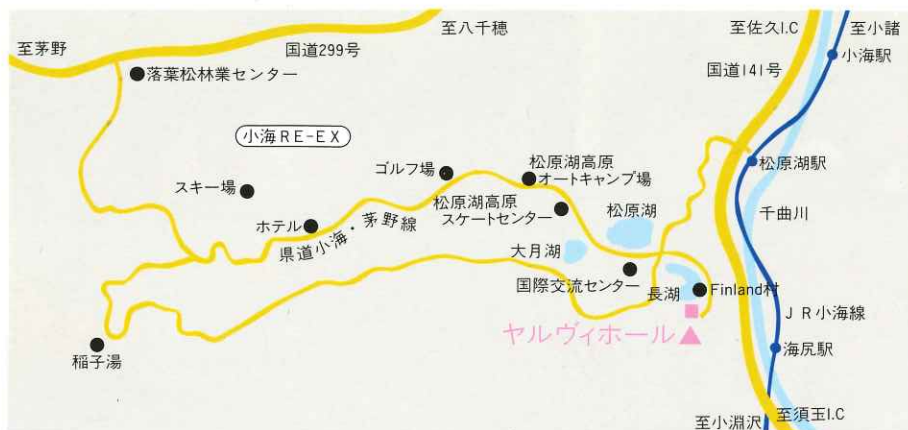 至茅野
国道299号
至八千穂
至佐久I.C
至小諸
小海駅
国道141号
落葉松林業センター
小海RE-EX
スキー場
ゴルフ場
松原湖高原
オートキャンプ場
松原湖駅
ホテル
県道小海・茅野線
松原湖高原
スケートセンター
松原湖
千曲川
大月湖
国際交流センター
長湖
Finland村
JR小海線
ヤルヴィホール
海尻駅
稲子湯
至小淵沢
至須玉I.C